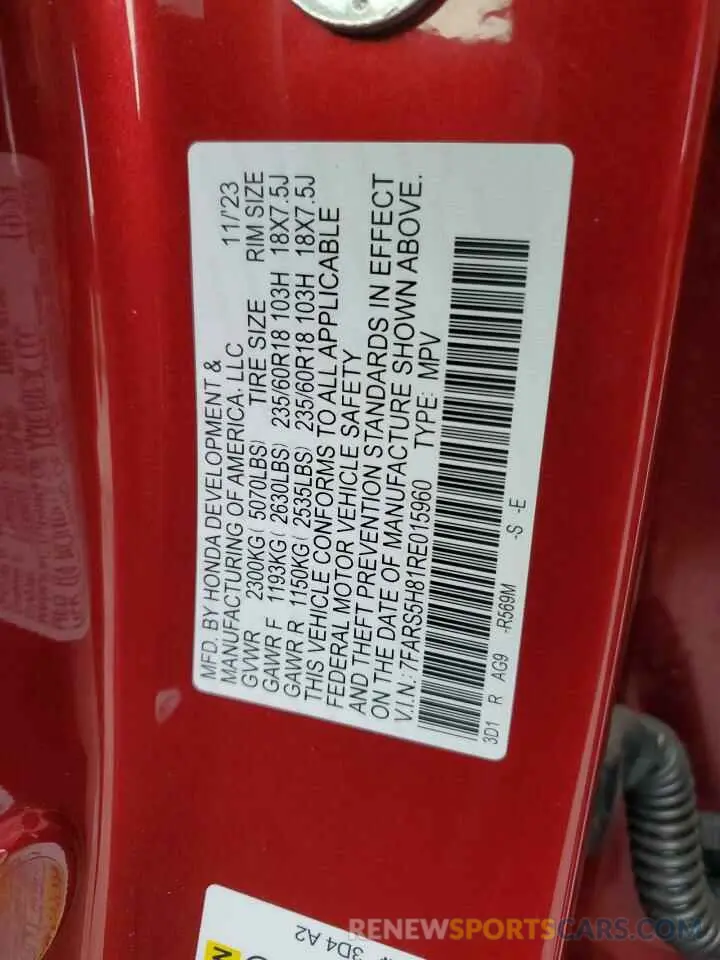 MFD. BY HONDA DEVELOPMENT &
MANUFACTURING OF AMERICA, LLC 11/'23
GVWR 2300KG( 5070LBS) TIRE SIZE RIM SIZE
GAWR F 1193KG( 2630LBS) 235/60R18 103H 18X7.5J
GAWR R 1150KG( 2535LBS) 235/60R18 103H 18X7.5J
THIS VEHICLE CONFORMS TO ALL APPLICABLE
FEDERAL MOTOR VEHICLE SAFETY
AND THEFT PREVENTION STANDARDS IN EFFECT
ON THE DATE OF MANUFACTURE SHOWN ABOVE.
V.I.N.: 7FARS5H81RE015960 TYPE: MPV
3D1 R AG9 -R569M -S -E
3D4 A2
RENEWSPORTSCARS.COM